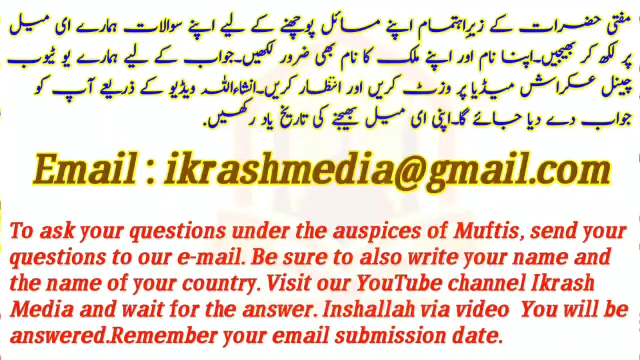 مفتی حضرات کے زیرِاہتمام اپنے مسائل پوچھنے کے لیے اپنے سوالات ہمارے ای میل
پر لکھ کر بھیجیں۔اپنا نام اور اپنے ملک کا نام بھی ضرور لکھیں۔جواب کے لیے ہمارے یو ٹیوب
چینل عکراش میڈیا پر وزٹ کریں اور انتظار کریں۔انشاءاللہ ویڈیو کے ذریعے آپ کو
جواب دے دیا جائے گا۔اپنی ای میل بھیجنے کی تاریخ یاد رکھیں.
Email : ikrashmedia@gmail.com
To ask your questions under the auspices of Muftis, send your
questions to our e-mail. Be sure to also write your name and
the name of your country. Visit our YouTube channel Ikrash
Media and wait for the answer. Inshallah via video  You will be
answered.Remember your email submission date.